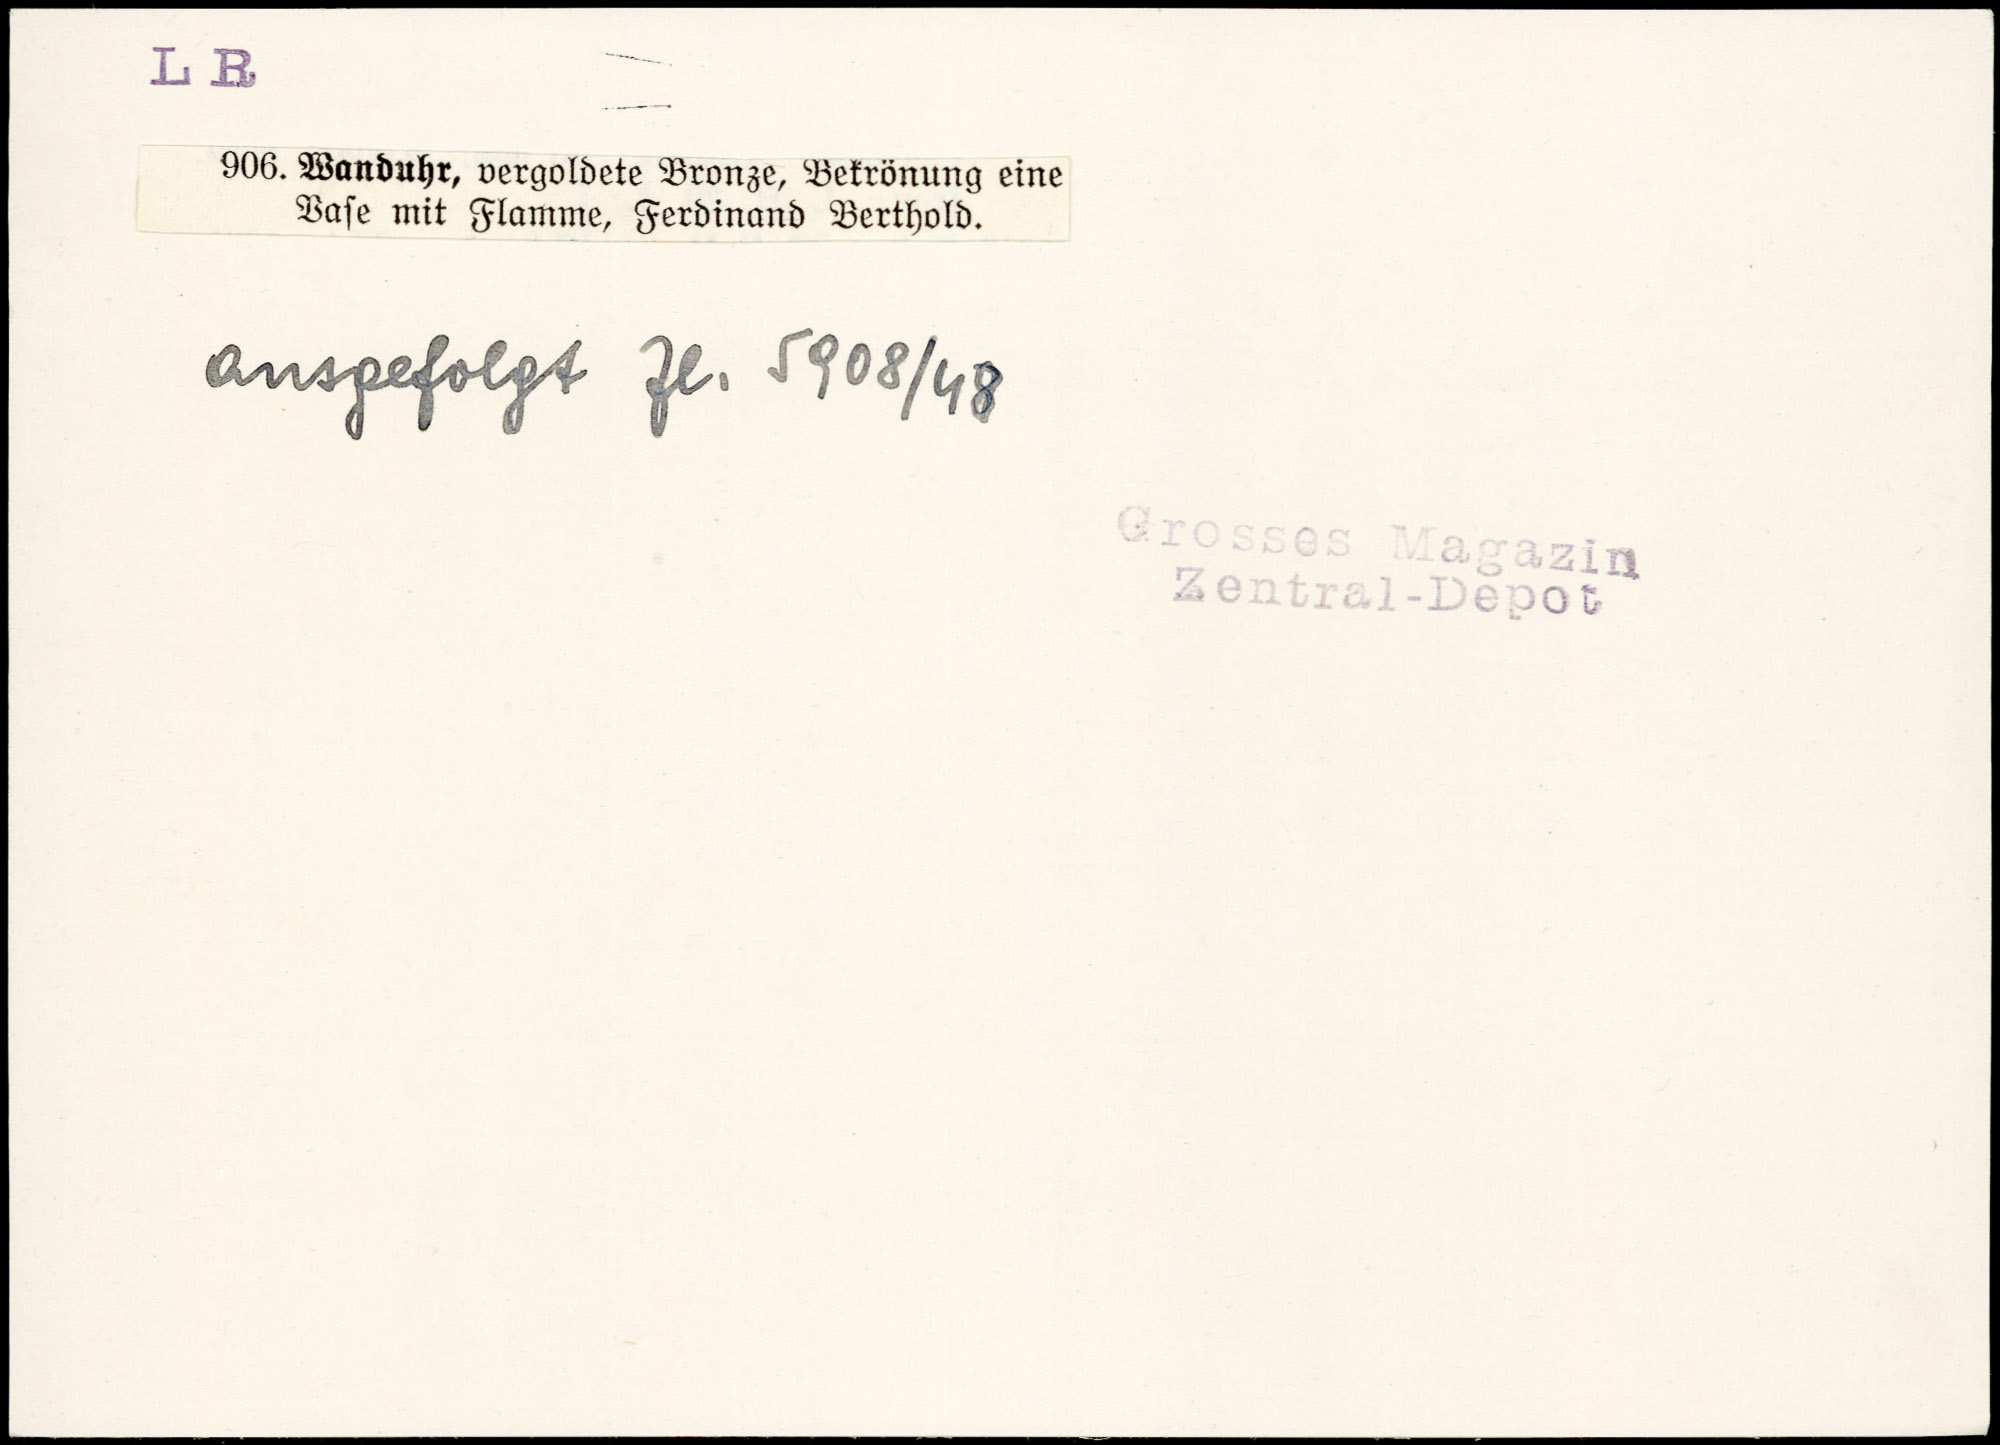 LR
906. Wanduhr, vergoldete Bronze, Bekrönung eine
Vase mit Flamme, Ferdinand Berthold.
ausgefolgt Zl. 5908/48
Grosses Magazin
Zentral-Depot